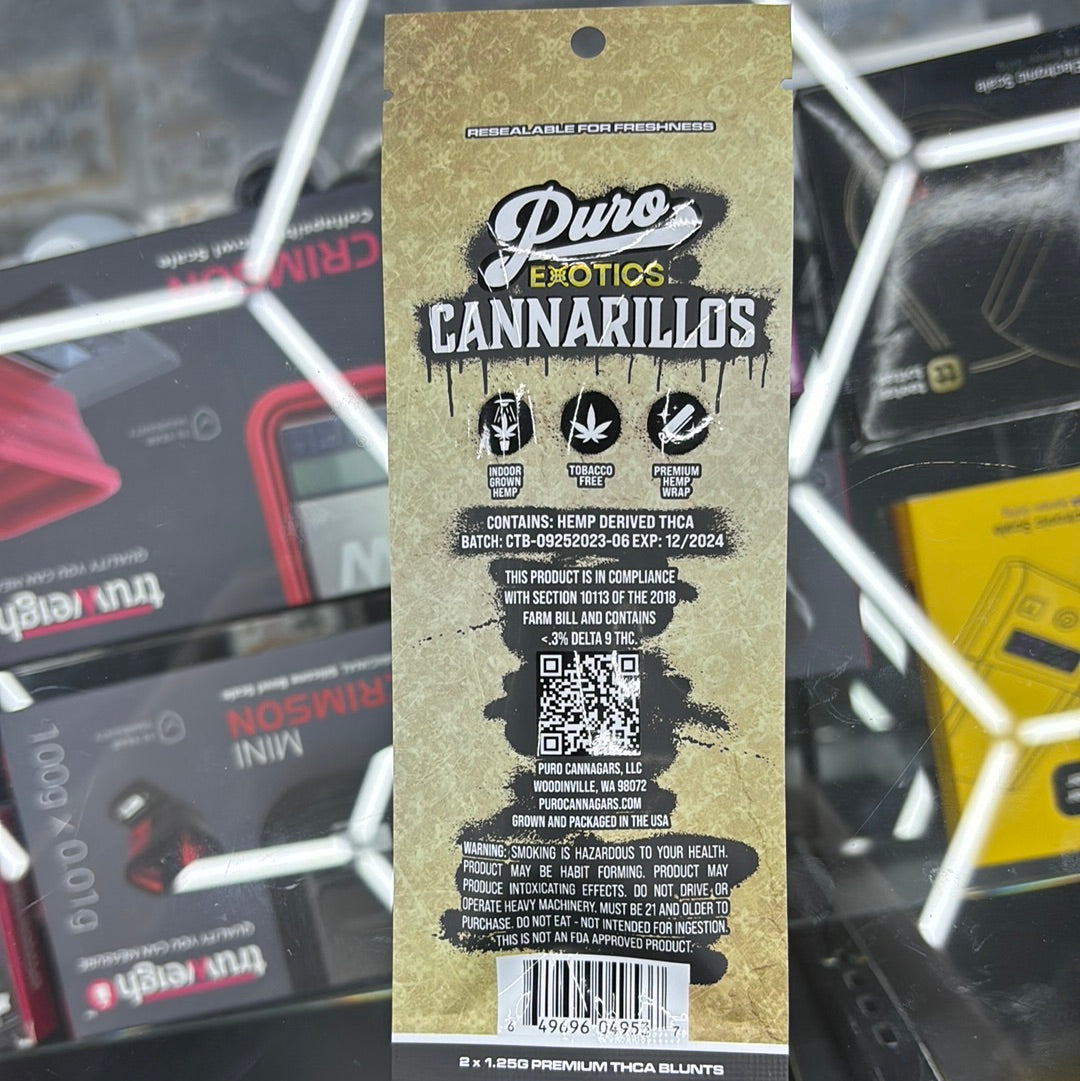 RESEALABLE FOR FRESHNESS
Puro
EXOTICS
CANNARILLOS
INDOOR
GROWN
HEMP
TOBACCO
FREE
PREMIUM
HEMP
WRAP
CONTAINS: HEMP DERIVED THCA
BATCH: CTB-09252023-06 EXP: 12/2024
THIS PRODUCT IS IN COMPLIANCE
WITH SECTION 10113 OF THE 2018
FARM BILL AND CONTAINS
<.3% DELTA 9 THC.
PURO CANNAGARS, LLC
WOODINVILLE, WA 98072
PUROCANNAGARS.COM
GROWN AND PACKAGED IN THE USA
WARNING: SMOKING IS HAZARDOUS TO YOUR HEALTH.
PRODUCT MAY BE HABIT FORMING. PRODUCT MAY
PRODUCE INTOXICATING EFFECTS. DO NOT DRIVE OR
OPERATE HEAVY MACHINERY. MUST BE 21 AND OLDER TO
PURCHASE. DO NOT EAT - NOT INTENDED FOR INGESTION.
THIS IS NOT AN FDA APPROVED PRODUCT.
6 49696 04953 7
2 x 1.25G PREMIUM THCA BLUNTS
CRIMSON
Collapsible Bowl Scale
QUALITY YOU CAN MEASURE
truweigh
MINI
CRIMSON
100g x 0.01g
QUALITY YOU CAN MEASURE
truweigh
Electronic Scale